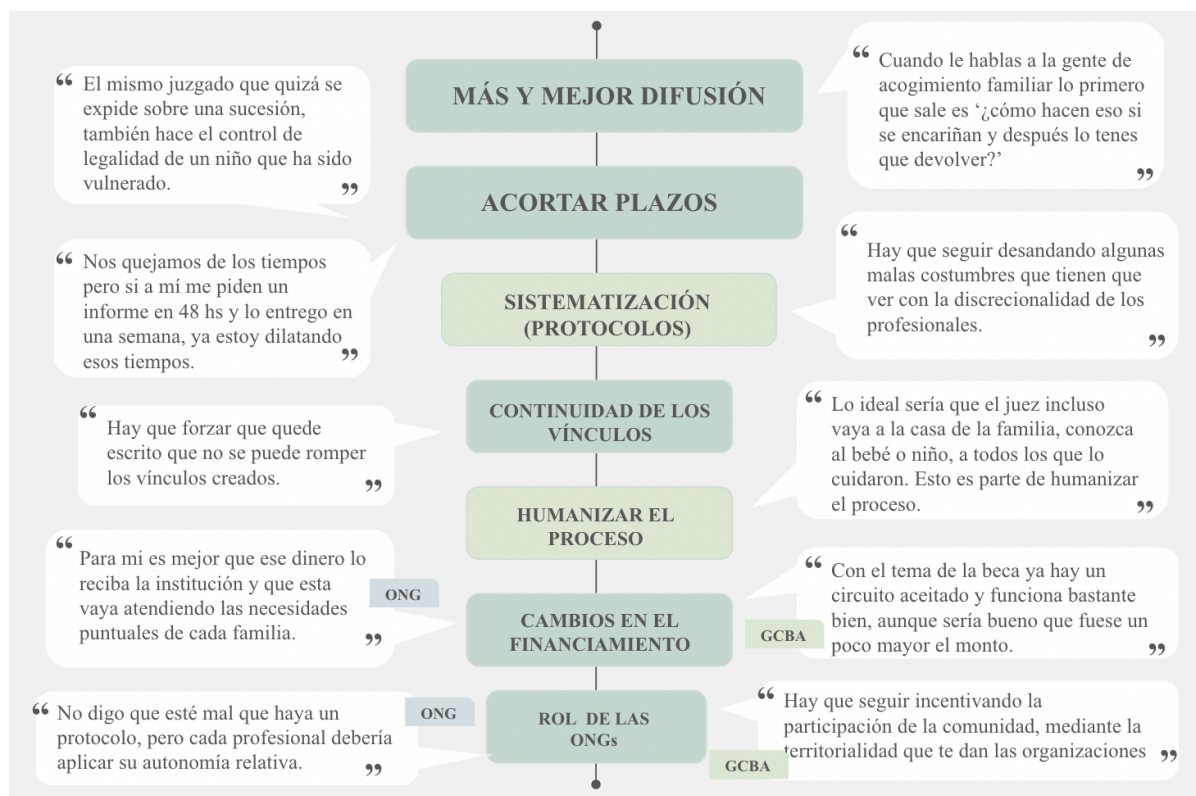 MÁS Y MEJOR DIFUSIÓN
“ Cuando le hablas a la gente de
acogimiento familiar lo primero
que sale es ‘¿cómo hacen eso si
se encariñan y después lo tenes
que devolver?’
”
“ El mismo juzgado que quizá se
expide sobre una sucesión,
también hace el control de
legalidad de un niño que ha sido
vulnerado.
”
ACORTAR PLAZOS
“ Nos quejamos de los tiempos
pero si a mí me piden un
informe en 48 hs y lo entrego en
una semana, ya estoy dilatando
esos tiempos.
”
SISTEMATIZACIÓN
(PROTOCOLOS)
“ Hay que seguir desandando algunas
malas costumbres que tienen que
ver con la discrecionalidad de los
profesionales.
”
“ Hay que forzar que quede
escrito que no se puede romper
los vínculos creados.
”
CONTINUIDAD DE LOS
VÍNCULOS
HUMANIZAR EL
PROCESO
“ Lo ideal sería que el juez incluso
vaya a la casa de la familia, conozca
al bebé o niño, a todos los que lo
cuidaron. Esto es parte de humanizar
el proceso.
”
“ Para mi es mejor que ese dinero lo
reciba la institución y que esta
vaya atendiendo las necesidades
puntuales de cada familia.
”
ONG
CAMBIOS EN EL
FINANCIAMIENTO
GCBA
“ Con el tema de la beca ya hay un
circuito aceitado y funciona bastante
bien, aunque sería bueno que fuese un
poco mayor el monto.
”
“ No digo que esté mal que haya un
protocolo, pero cada profesional debería
aplicar su autonomía relativa.
”
ONG
ROL DE LAS
ONGs
GCBA
“ Hay que seguir incentivando la
participación de la comunidad, mediante la
territorialidad que te dan las organizaciones ”